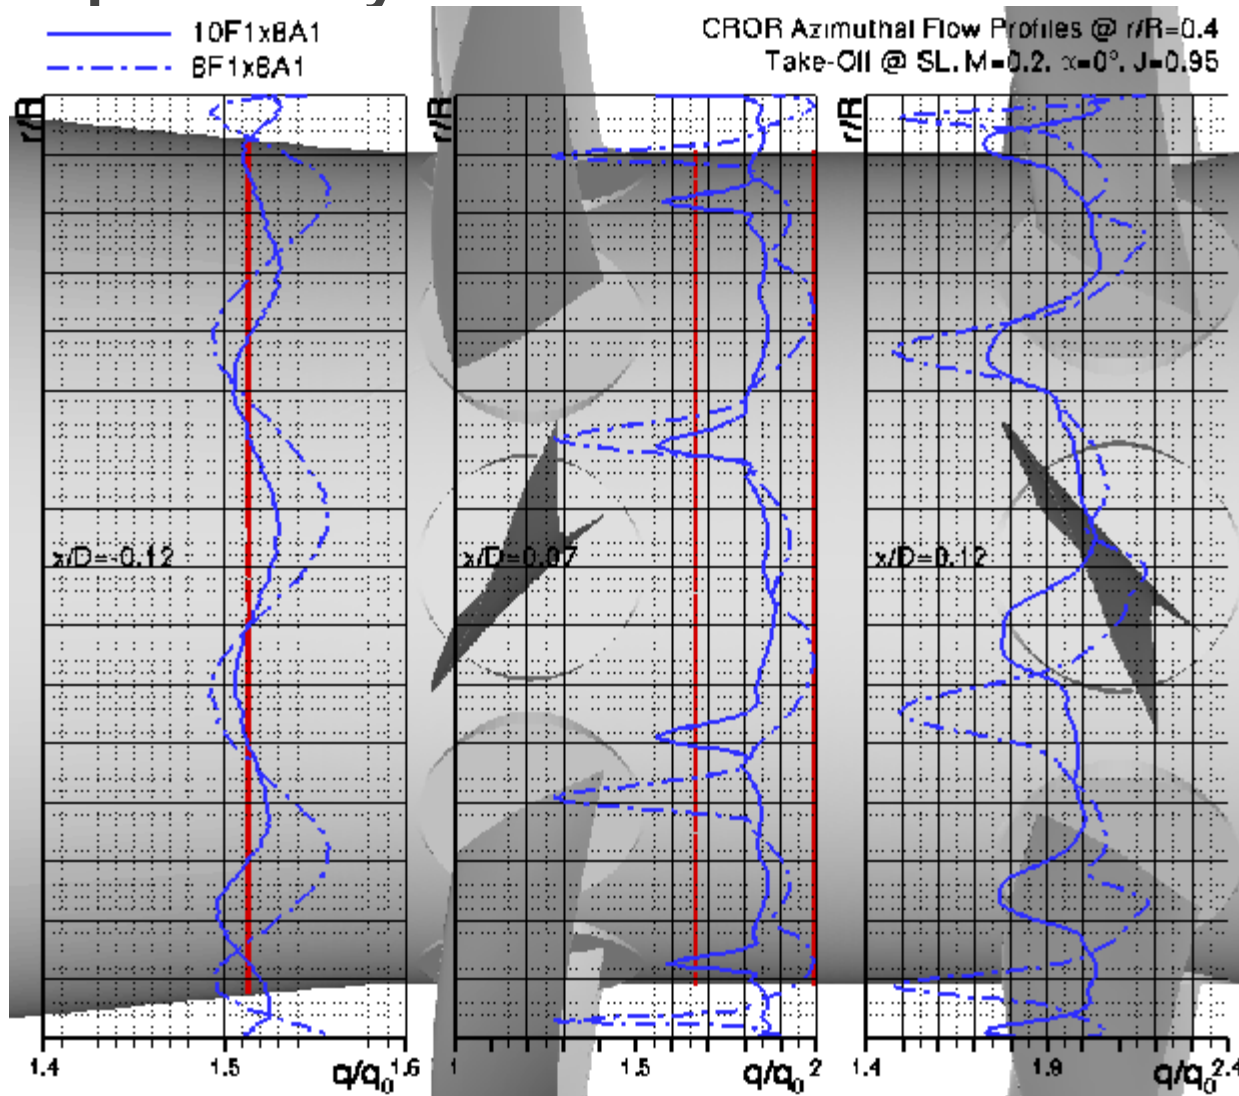 10F1x8A1
8F1x8A1
CROR Azimuthal Flow Profiles @ r/R=0.4
Take-Off @ SL, M=0.2, α=0°, J=0.95
r/R
r/R
r/R
x/D=-0.12
x/D=0.07
x/D=0.12
1.4 1.5 1.6
q/q0
1 1.5 2
q/q0
1.4 1.9 2.4
q/q0